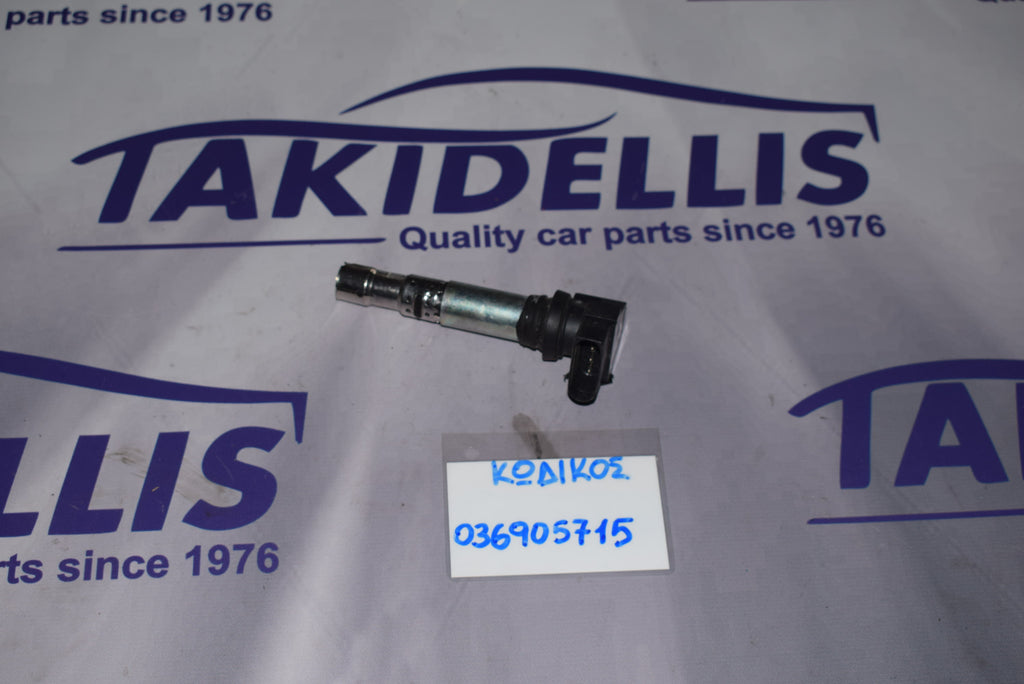 parts since 1976
TAKIDELLIS
Quality car parts since 1976
LLIS
rts since 1976
TA
ΚΩΔΙΚΟΣ
036905715